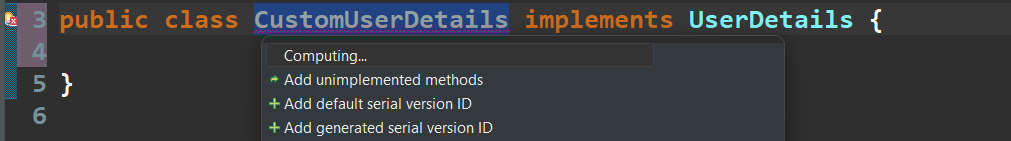 3 public class CustomUserDetails implements UserDetails {
4
Computing...
Add unimplemented methods
5 }
Add default serial version ID
6
Add generated serial version ID